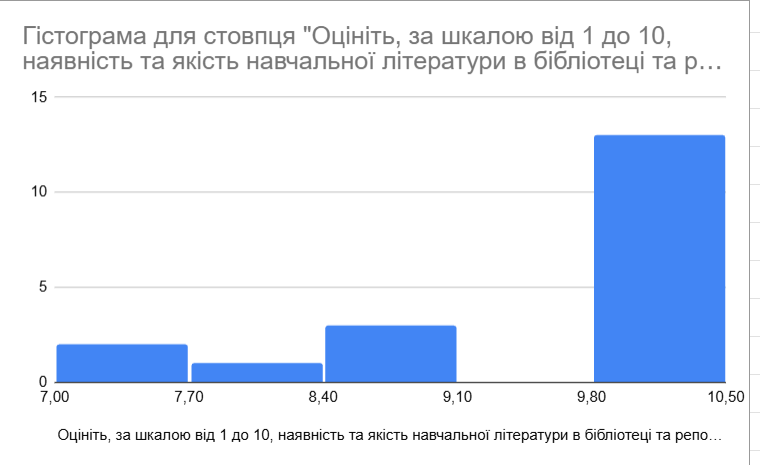 Гістограма для стовпця "Оцініть, за шкалою від 1 до 10,
наявність та якість навчальної літератури в бібліотеці та р…
15
10
5
0
7,00 7,70 8,40 9,10 9,80 10,50
Оцініть, за шкалою від 1 до 10, наявність та якість навчальної літератури в бібліотеці та репо…